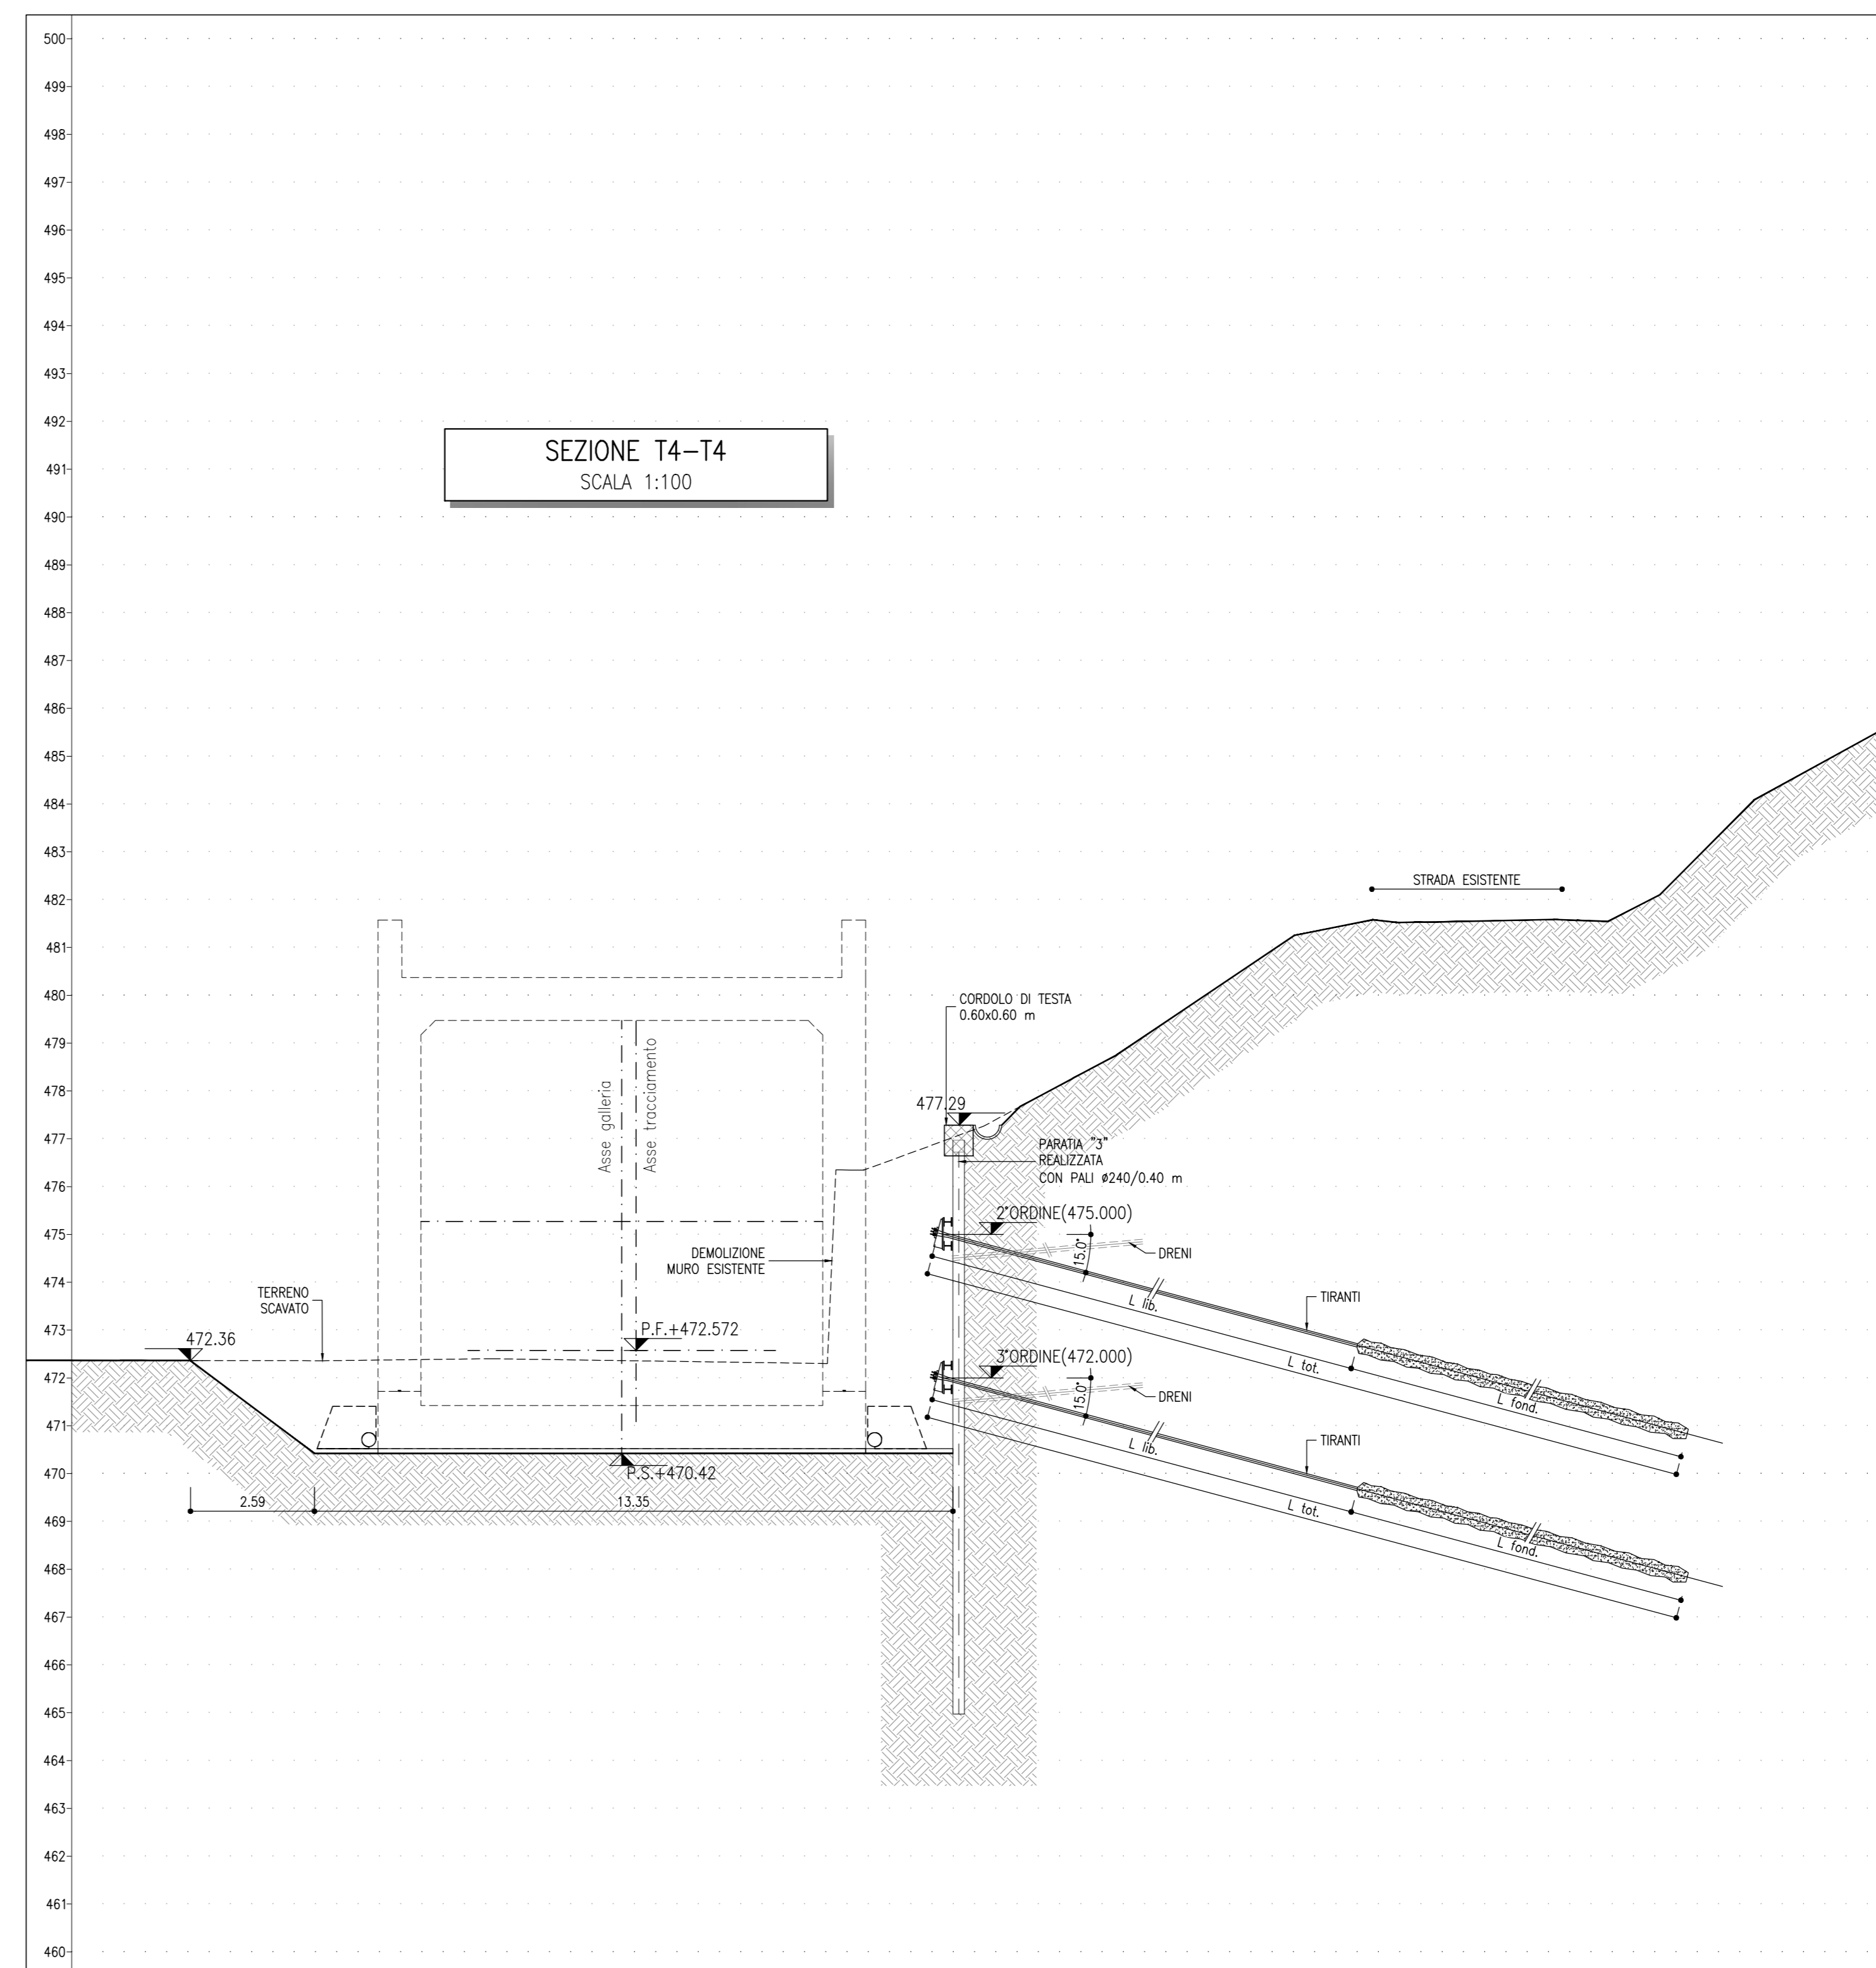 500
499
498
497
496
495
494
493
492
491
490
489
488
487
486
485
484
483
482
481
480
479
478
477
476
475
474
473
472
471
470
469
468
467
466
465
464
463
462
461
460
SEZIONE T4-T4
SCALA 1:100
STRADA ESISTENTE
CORDOLO DI TESTA
0.60x0.60 m
477.29
PARATIA "3"
REALIZZATA
CON PALI ø240/0.40 m
Asse galleria
Asse tracciamento
2°ORDINE(475.000)
15.0°
DRENI
DEMOLIZIONE
MURO ESISTENTE
TERRENO
SCAVATO
L lib.
TIRANTI
472.36
P.F.+472.572
3°ORDINE(472.000)
L tot.
15.0°
DRENI
L fond.
L lib.
TIRANTI
P.S.+470.42
2.59
13.35
L tot.
L fond.